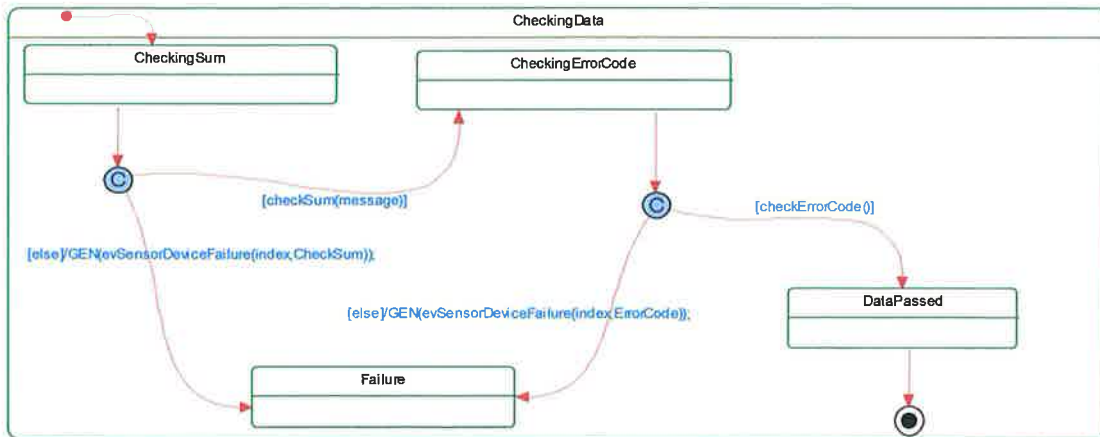 CheckingData
CheckingSum
CheckingErrorCode
C
[checkSum(message)]
C
[checkErrorCode()]
[else]/GEN(evSensorDeviceFailure(index,CheckSum));
[else]/GEN(evSensorDeviceFailure(index,ErrorCode));
DataPassed
Failure